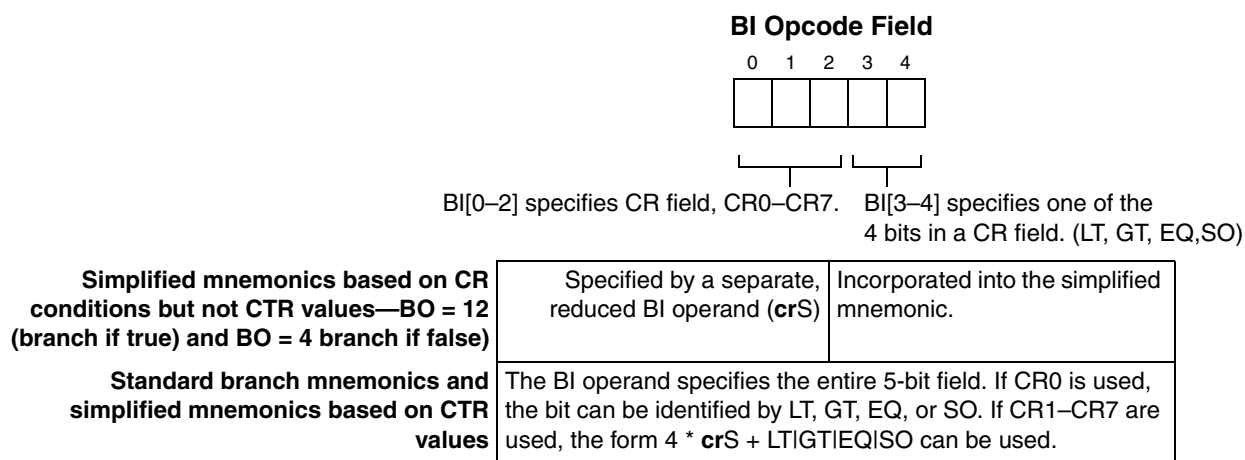 BI Opcode Field
0 1 2 3 4
BI[0–2] specifies CR field, CR0–CR7.
BI[3–4] specifies one of the
4 bits in a CR field. (LT, GT, EQ,SO)
Simplified mnemonics based on CR
conditions but not CTR values—BO = 12
(branch if true) and BO = 4 branch if false)
Specified by a separate,
reduced BI operand (crS)
Incorporated into the simplified
mnemonic.
Standard branch mnemonics and
simplified mnemonics based on CTR
values
The BI operand specifies the entire 5-bit field. If CR0 is used,
the bit can be identified by LT, GT, EQ, or SO. If CR1–CR7 are
used, the form 4 * crS + LT|GT|EQ|SO can be used.